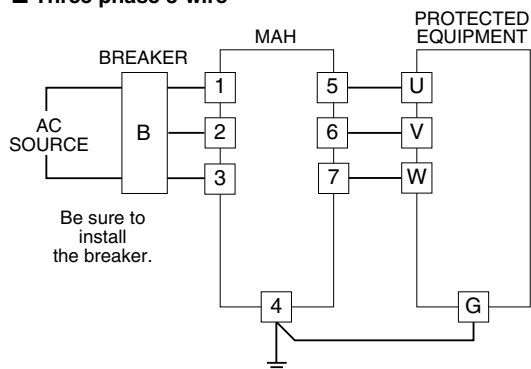 ■ Three phase 3-wire
PROTECTED
EQUIPMENT
MAH
BREAKER
1
5
U
AC
SOURCE
B
2
6
V
3
7
W
Be sure to
install
the breaker.
4
G